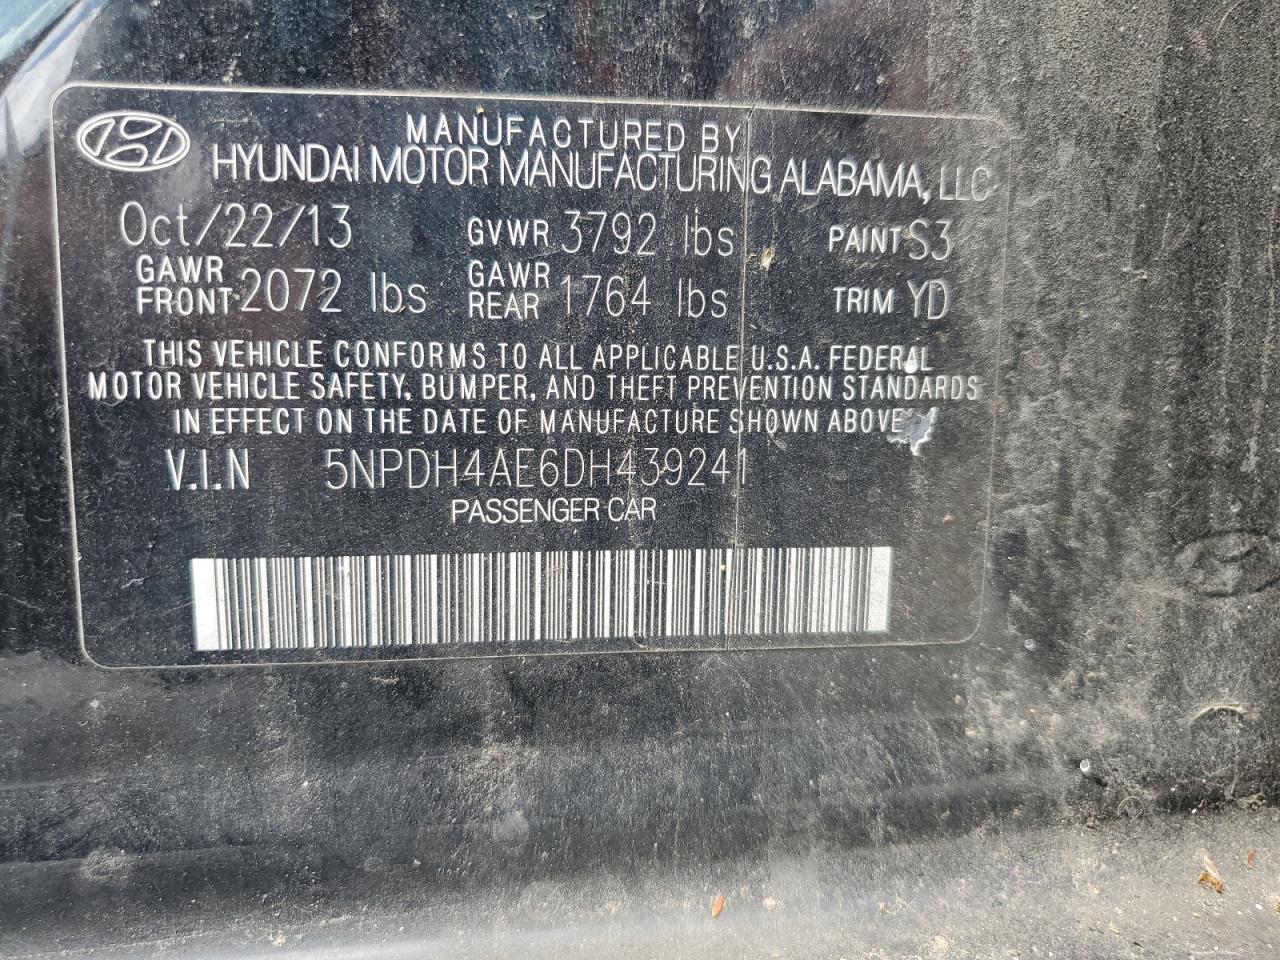 MANUFACTURED BY
HYUNDAI MOTOR MANUFACTURING ALABAMA, LLC
Oct/22/13 GVWR 3792 lbs PAINT S3
GAWR FRONT 2072 lbs GAWR REAR 1764 lbs TRIM YD
THIS VEHICLE CONFORMS TO ALL APPLICABLE U.S.A. FEDERAL
MOTOR VEHICLE SAFETY, BUMPER, AND THEFT PREVENTION STANDARDS
IN EFFECT ON THE DATE OF MANUFACTURE SHOWN ABOVE
V.I.N 5NPDH4AE6DH439241
PASSENGER CAR